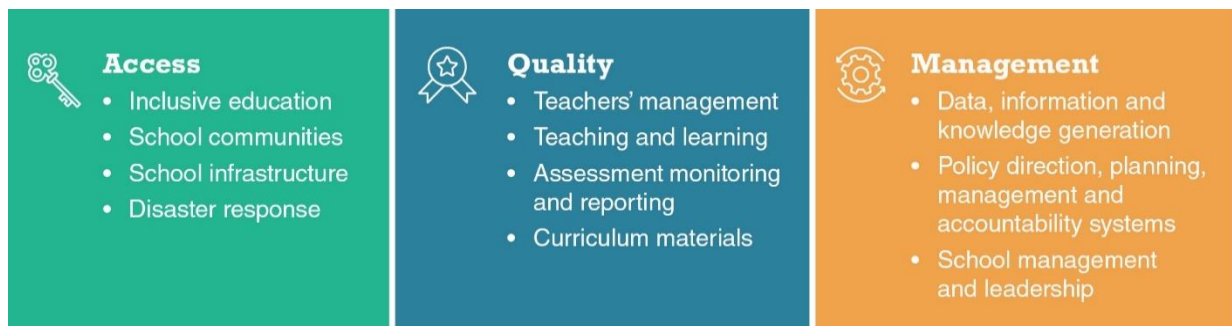 Access
• Inclusive education
• School communities
• School infrastructure
• Disaster response
Quality
• Teachers’ management
• Teaching and learning
• Assessment monitoring
and reporting
• Curriculum materials
Management
• Data, information and
knowledge generation
• Policy direction, planning,
management and
accountability systems
• School management
and leadership